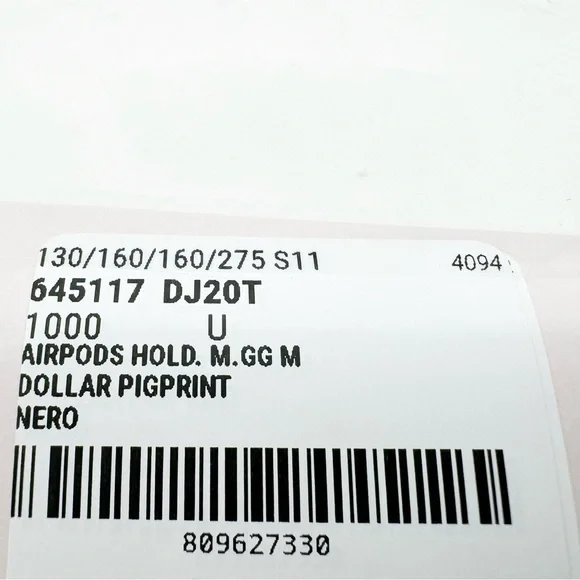 130/160/160/275 S11 4094
645117 DJ20T
1000 U
AIRPODS HOLD. M.GG M
DOLLAR PIGPRINT
NERO
809627330